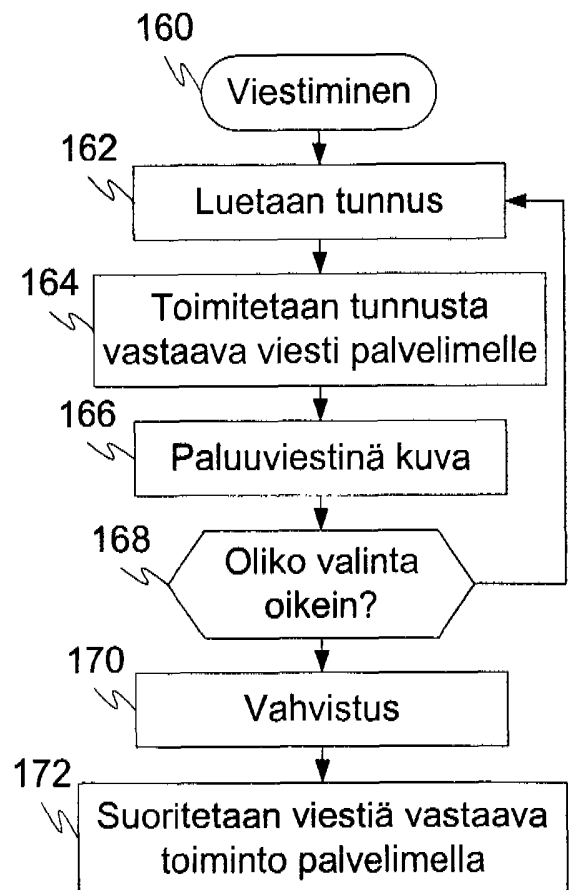 160
Viestiminen
162
Luetaan tunnus
164
Toimitetaan tunnusta
vastaava viesti palvelimelle
166
Paluuviestinä kuva
168
Oliko valinta
oikein?
170
Vahvistus
172
Suoritetaan viestiä vastaava
toiminto palvelimella